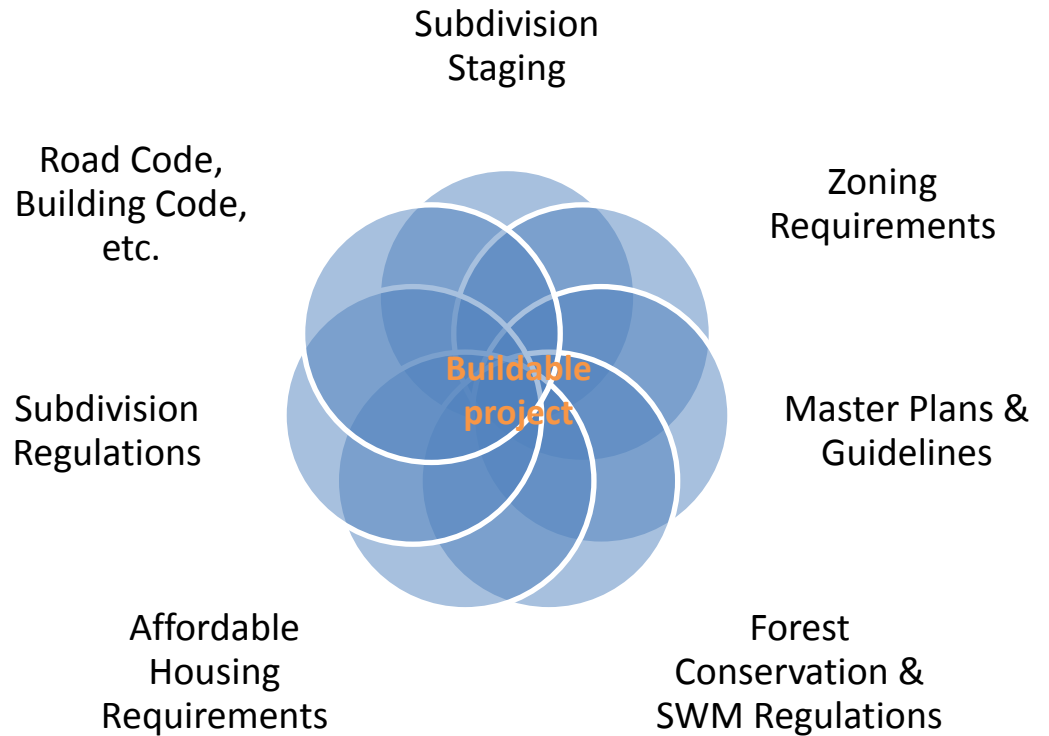 Subdivision
Staging
Zoning
Requirements
Master Plans &
Guidelines
Forest
Conservation &
SWM Regulations
Affordable
Housing
Requirements
Subdivision
Regulations
Road Code,
Building Code,
etc.
Buildable
project